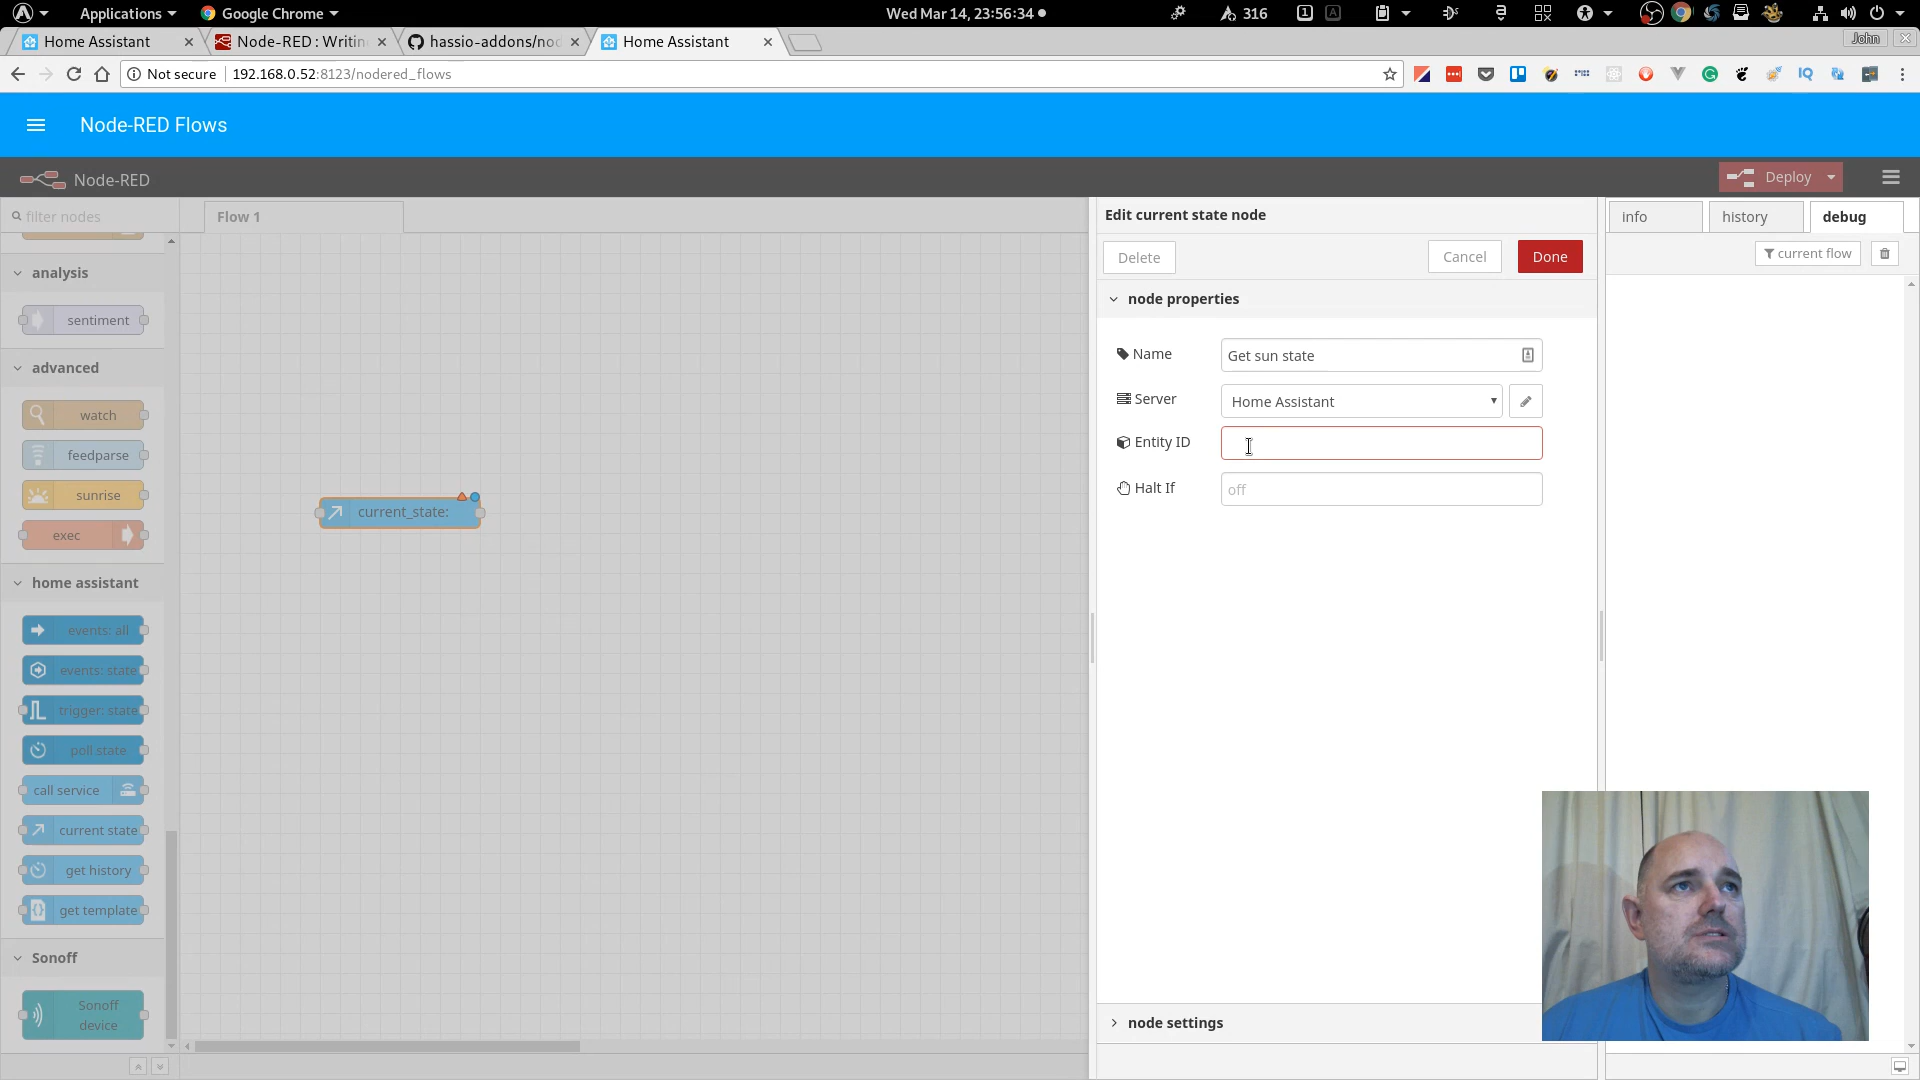 Applications
Google Chrome
Wed Mar 14, 23:56:34
316
1
A
Home Assistant
Node-RED : Writin
hassio-addons/nod
Home Assistant
John
Not secure
192.168.0.52:8123/nodered_flows
IQ
Node-RED Flows
Node-RED
Deploy
filter nodes
Flow 1
Edit current state node
info
history
debug
Delete
Cancel
Done
current flow
analysis
sentiment
advanced
watch
feedparse
sunrise
exec
home assistant
events: all
events: state
trigger: state
poll state
call service
current state
get history
get template
Sonoff
Sonoff
device
current_state:
node properties
Name
Get sun state
Server
Home Assistant
Entity ID
Halt If
off
node settings